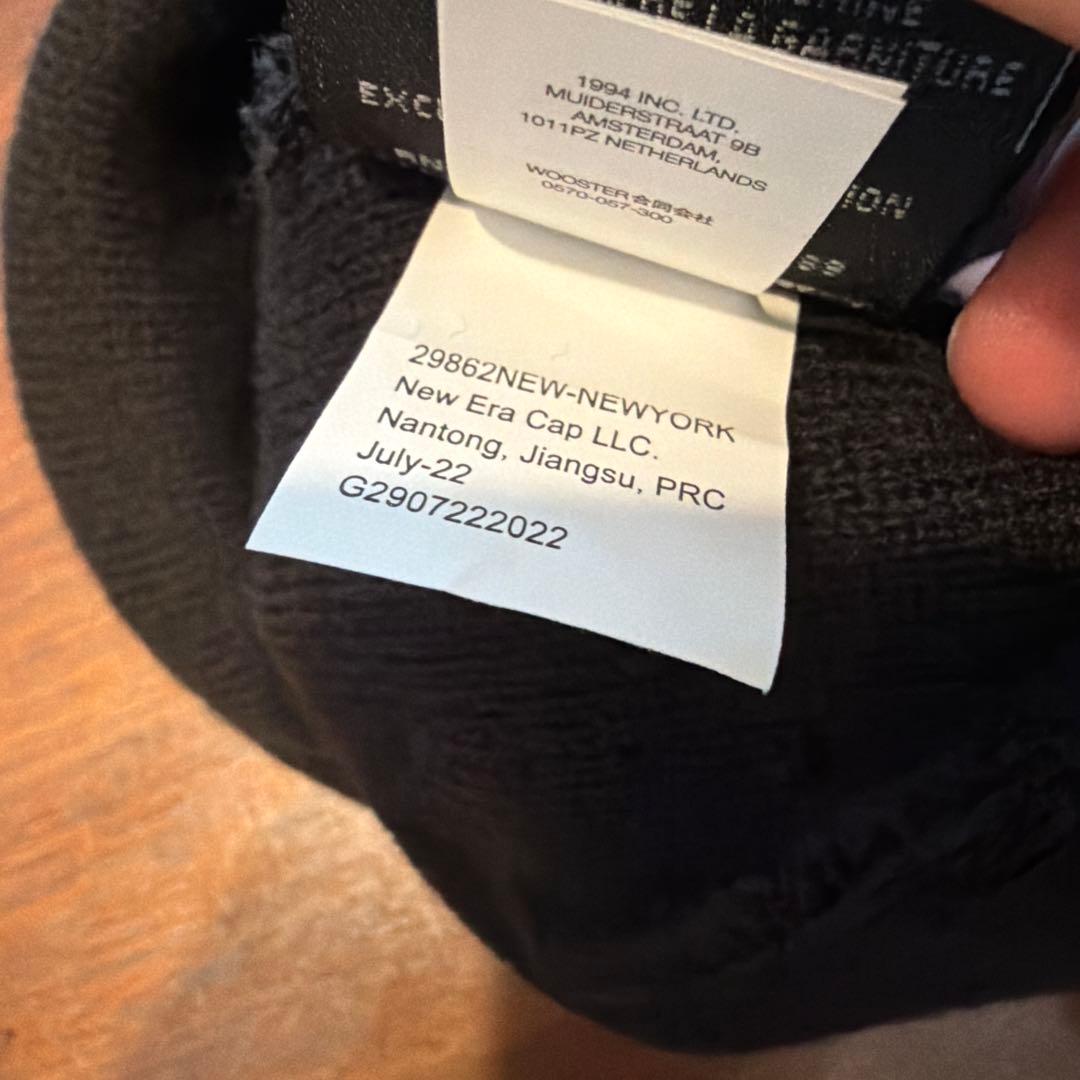 GARNITURE
1994 INC. LTD.
MUIDERSTRAAT 9B
AMSTERDAM,
1011PZ NETHERLANDS
WOOSTER合同会社
0570-057-300
29862NEW-NEWYORK
New Era Cap LLC.
Nantong, Jiangsu, PRC
July-22
G2907222022